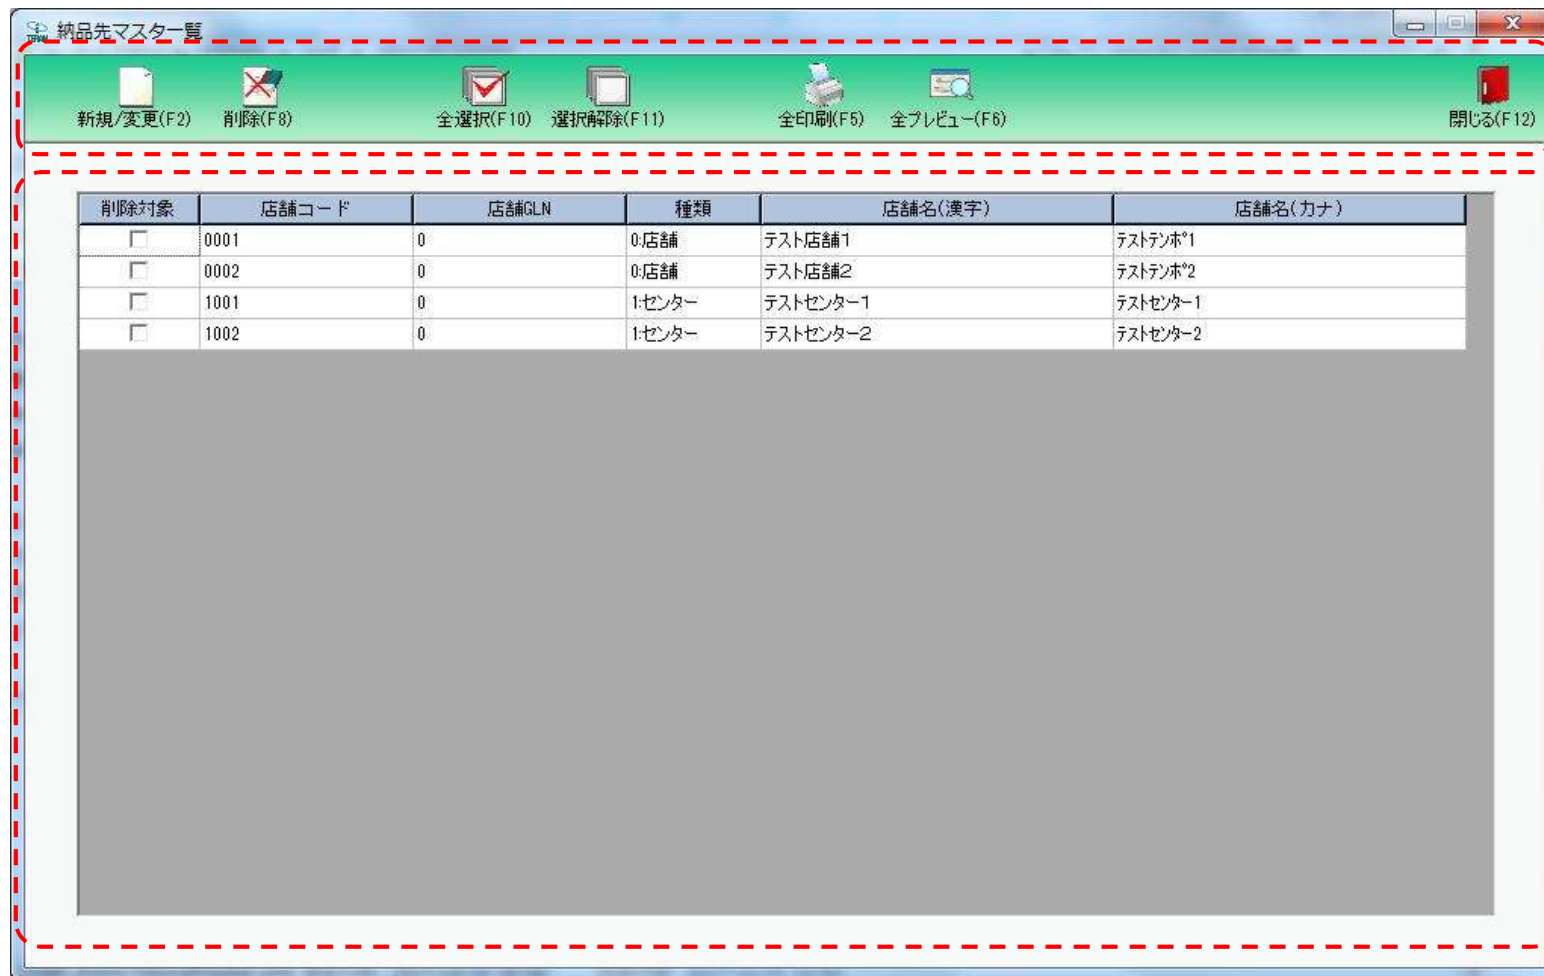 納品先マスター覧
新規/変更(F2) 削除(F8) 全選択(F10) 選択解除(F11) 全印刷(F5) 全プレビュー(F6) 閉じる(F12)
削除対象 店舗コード 店舗GLN 種類 店舗名(漢字) 店舗名(カナ)
0001 0 0:店舗 テスト店舗1 ﾃｽﾄﾃﾝﾎﾟ1
0002 0 0:店舗 テスト店舗2 ﾃｽﾄﾃﾝﾎﾟ2
1001 0 1:センター テストセンター1 ﾃｽﾄｾﾝﾀｰ1
1002 0 1:センター テストセンター2 ﾃｽﾄｾﾝﾀｰ2